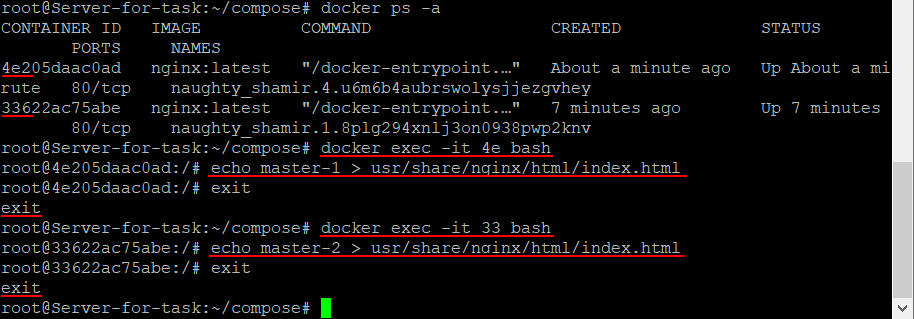 root@Server-for-task:~/compose# docker ps -a
CONTAINER ID   IMAGE          COMMAND                  CREATED              STATUS
       PORTS     NAMES
4e205daac0ad   nginx:latest   "/docker-entrypoint.…"   About a minute ago   Up About a mi
nute   80/tcp    naughty_shamir.4.u6m6b4aubrswolysjjezgvhey
33622ac75abe   nginx:latest   "/docker-entrypoint.…"   7 minutes ago        Up 7 minutes
       80/tcp    naughty_shamir.1.8plg294xnlj3on0938pwp2knv
root@Server-for-task:~/compose# docker exec -it 4e bash
root@4e205daac0ad:/# echo master-1 > usr/share/nginx/html/index.html
root@4e205daac0ad:/# exit
exit
root@Server-for-task:~/compose# docker exec -it 33 bash
root@33622ac75abe:/# echo master-2 > usr/share/nginx/html/index.html
root@33622ac75abe:/# exit
exit
root@Server-for-task:~/compose#